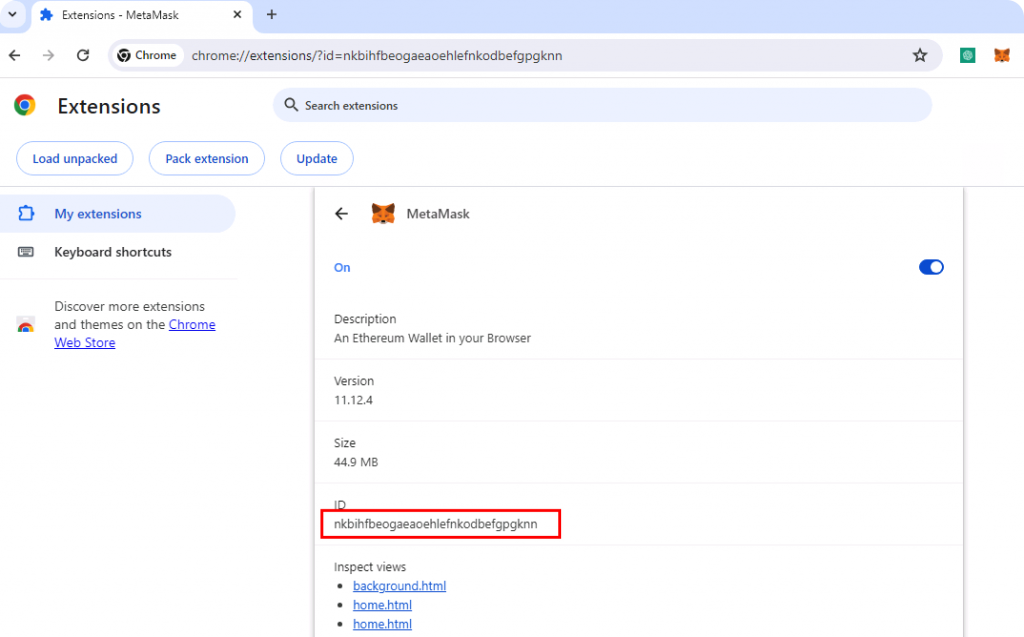 Extensions - MetaMask
Chrome
chrome://extensions/?id=nkbihfbeogaeaoehlefnkodbefgpgknn
Extensions
Search extensions
Load unpacked
Pack extension
Update
My extensions
Keyboard shortcuts
Discover more extensions
and themes on the Chrome
Web Store
MetaMask
On
Description
An Ethereum Wallet in your Browser
Version
11.12.4
Size
44.9 MB
ID
nkbihfbeogaeaoehlefnkodbefgpgknn
Inspect views
background.html
home.html
home.html